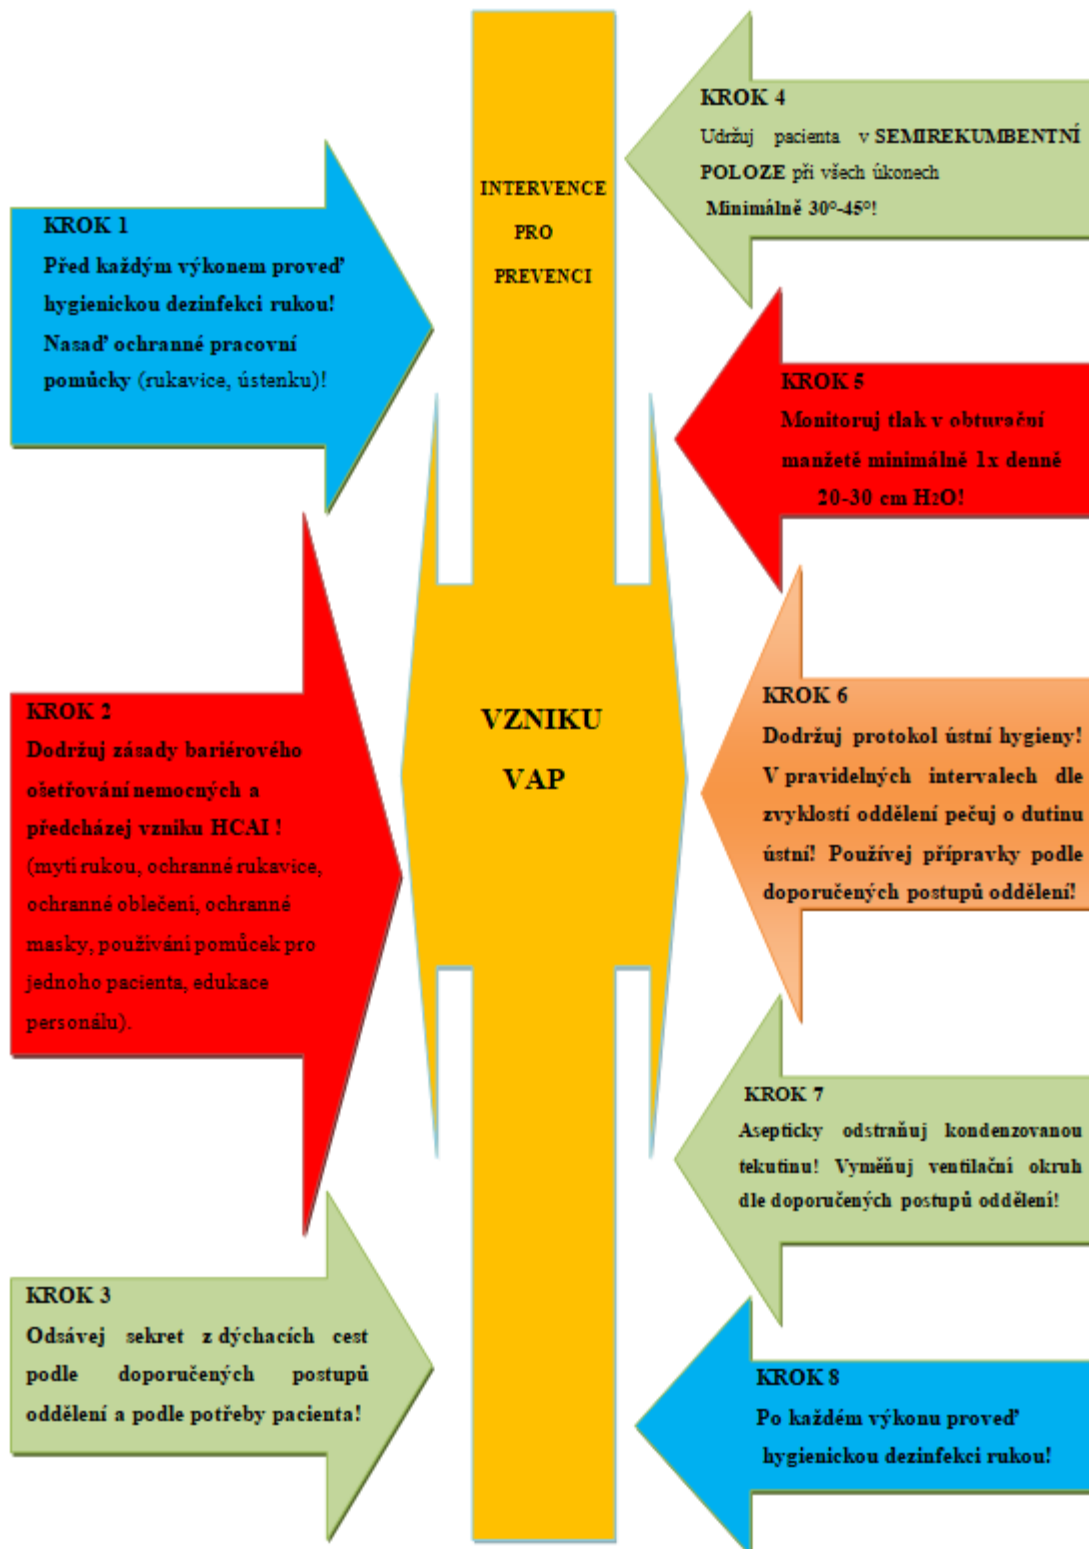 INTERVENCE
PRO
PREVENCI
VZNIKU
VAP
KROK 1
Před každým výkonem proveď
hygienickou dezinfekci rukou!
Nasaď ochranné pracovní
pomůcky (rukavice, ústenku)!
KROK 2
Dodržuj zásady bariérového
ošetřování nemocných a
předcházej vzniku HCAI !
(mytí rukou, ochranné rukavice,
ochranné oblečení, ochranné
masky, používání pomůcek pro
jednoho pacienta, edukace
personálu).
KROK 3
Odsávej sekret z dýchacích cest
podle doporučených postupů
oddělení a podle potřeby pacienta!
KROK 4
Udržuj pacienta v SEMIREKUMBENTNÍ
POLOZE při všech úkonech
Minimálně 30°-45°!
KROK 5
Monitoruj tlak v obturační
manžetě minimálně 1x denně
20-30 cm H2O!
KROK 6
Dodržuj protokol ústní hygieny!
V pravidelných intervalech dle
zvyklostí oddělení pečuj o dutinu
ústní! Používej přípravky podle
doporučených postupů oddělení!
KROK 7
Asepticky odstraňuj kondenzovanou
tekutinu! Vyměňuj ventilační okruh
dle doporučených postupů oddělení!
KROK 8
Po každém výkonu proveď
hygienickou dezinfekci rukou!